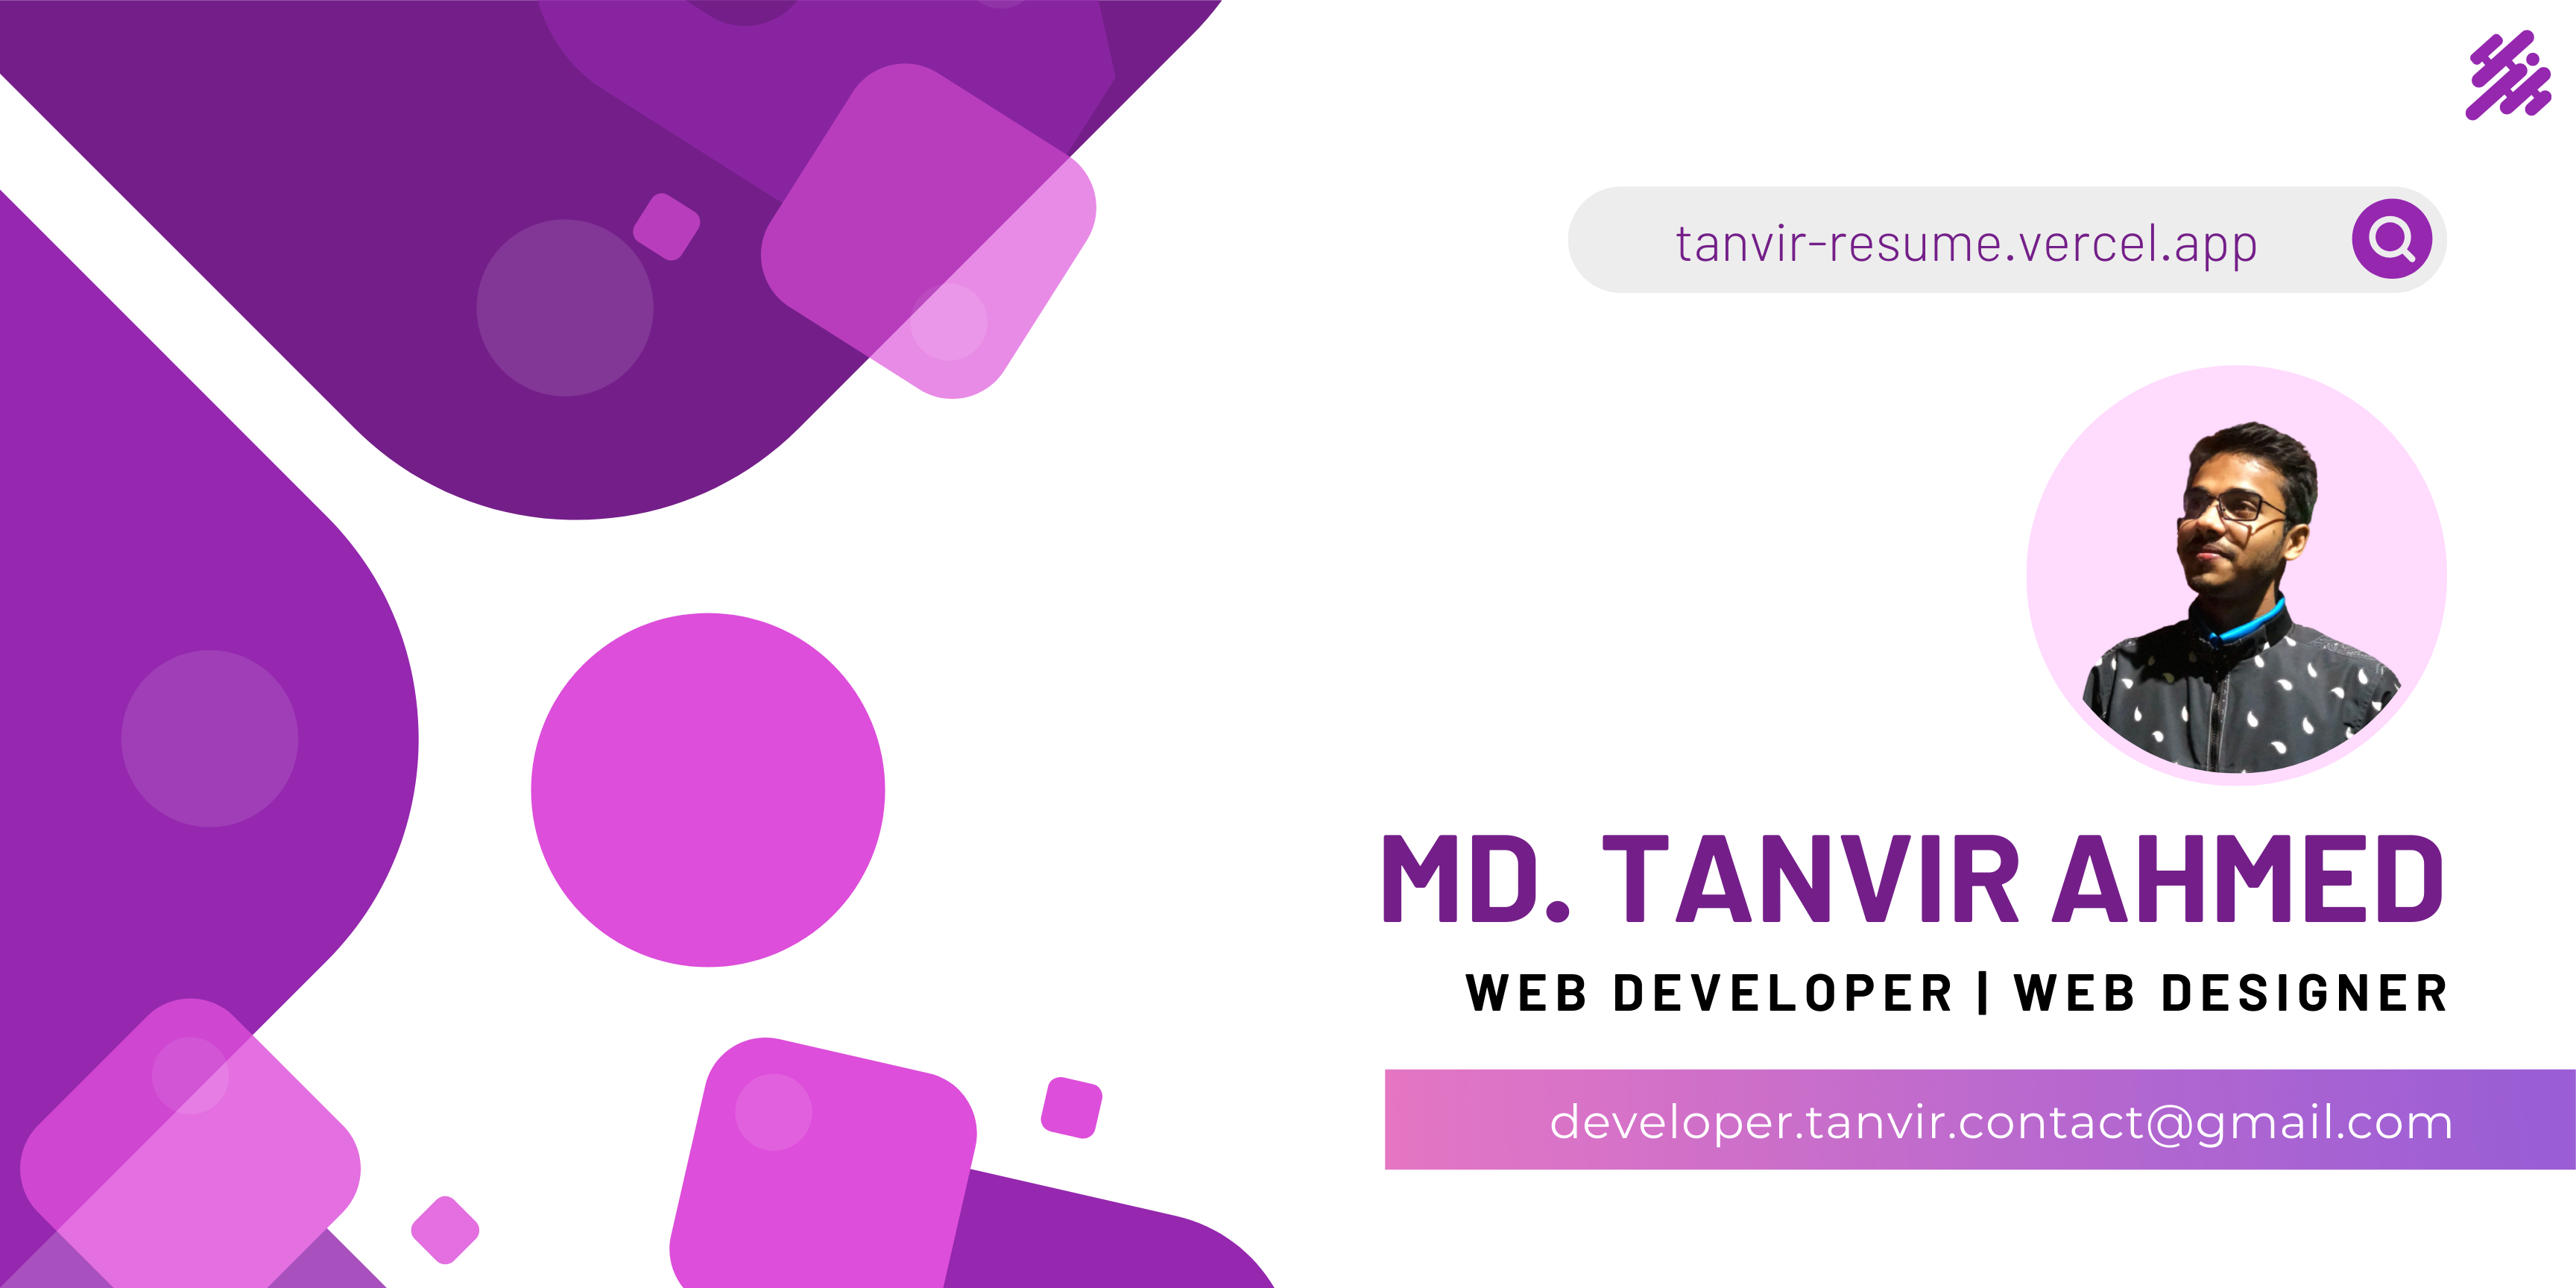 tanvir-resume.vercel.app
MD. TANVIR AHMED
WEB DEVELOPER | WEB DESIGNER
developer.tanvir.contact@gmail.com